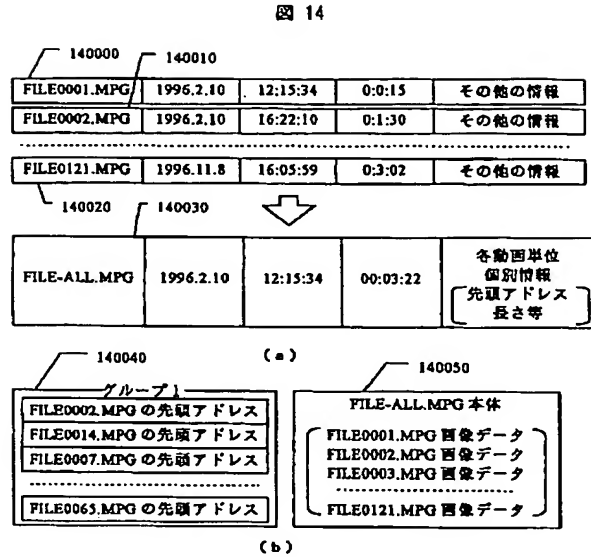 図 14
140000 140010
FILE0001.MPG 1996.2.10 12:15:34 0:0:15 その他の情報
FILE0002.MPG 1996.2.10 16:22:10 0:1:30 その他の情報
FILE0121.MPG 1996.11.8 16:05:59 0:3:02 その他の情報
140020 140030
FILE-ALL.MPG 1996.2.10 12:15:34 00:03:22 各動画単位
個別情報
先頭アドレス
長さ等
(a)
140040 140050
グループ1
FILE0002.MPG の先頭アドレス
FILE0014.MPG の先頭アドレス
FILE0007.MPG の先頭アドレス
FILE0065.MPG の先頭アドレス
FILE-ALL.MPG 本体
FILE0001.MPG 画像データ
FILE0002.MPG 画像データ
FILE0003.MPG 画像データ
FILE0121.MPG 画像データ
(b)